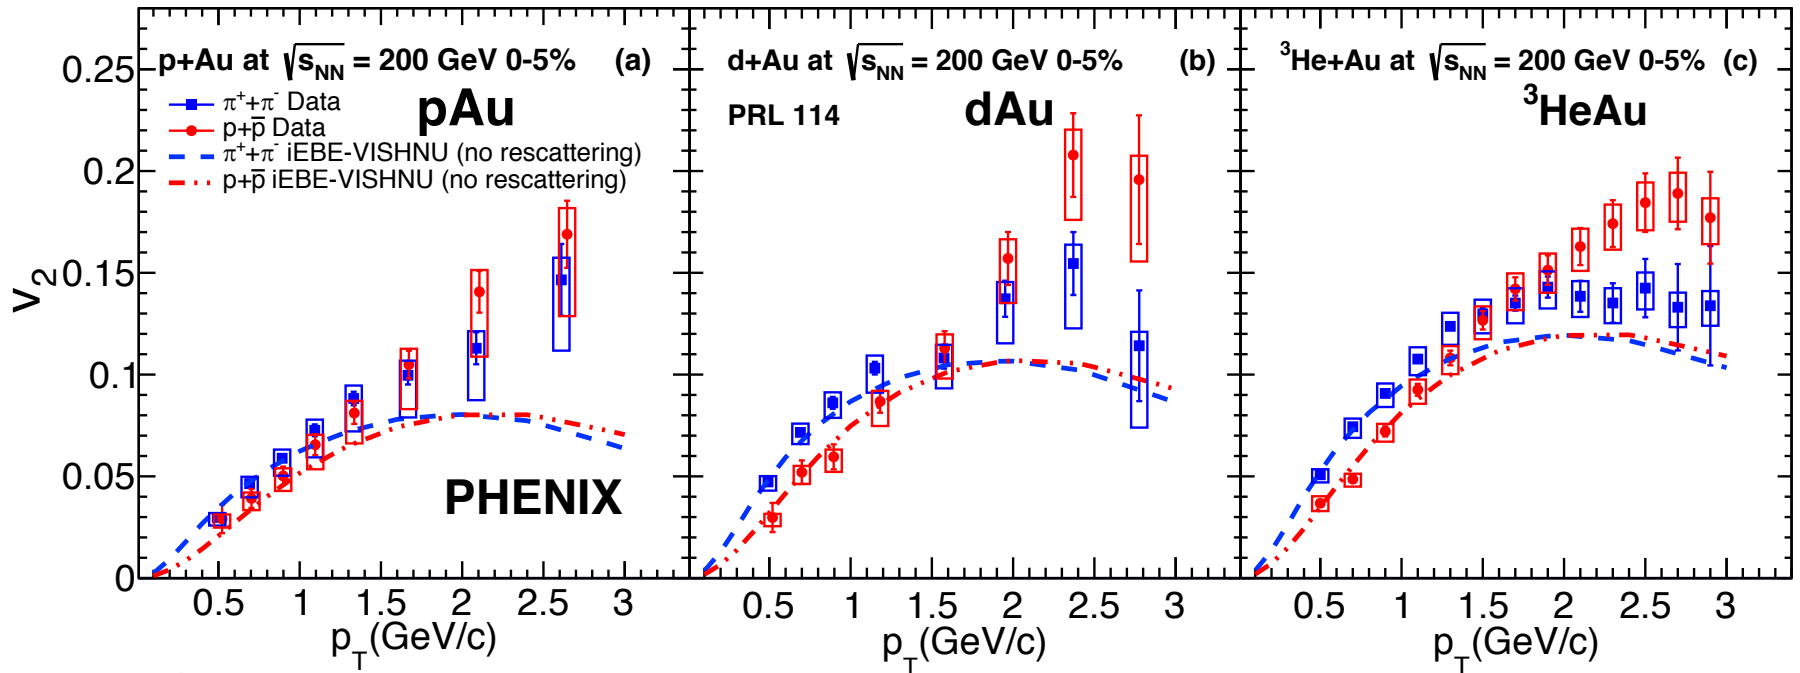 p+Au at √sNN = 200 GeV 0-5% (a)
pAu
π⁺+π⁻ Data
p+p̄ Data
π⁺+π⁻ iEBE-VISHNU (no rescattering)
p+p̄ iEBE-VISHNU (no rescattering)
PHENIX
d+Au at √sNN = 200 GeV 0-5% (b)
PRL 114
dAu
³He+Au at √sNN = 200 GeV 0-5% (c)
³HeAu
v₂
0.25
0.2
0.15
0.1
0.05
0
0.5 1 1.5 2 2.5 3
0.5 1 1.5 2 2.5 3
0.5 1 1.5 2 2.5 3
p_T(GeV/c)
p_T(GeV/c)
p_T(GeV/c)